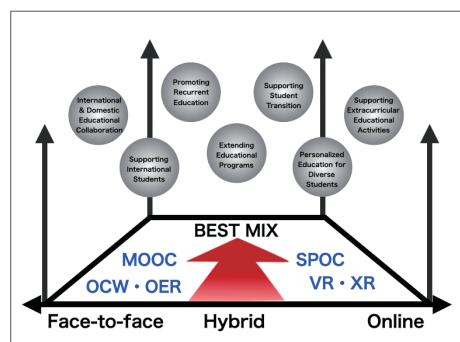 Promoting
Recurrent
Education
Supporting
Student
Transition
International
& Domestic
Educational
Collaboration
Supporting
Extracurricular
Educational
Activities
Supporting
International
Students
Extending
Educational
Programs
Personalized
Education for
Diverse
Students
BEST MIX
MOOC
SPOC
OCW・OER
VR・XR
Face-to-face
Hybrid
Online